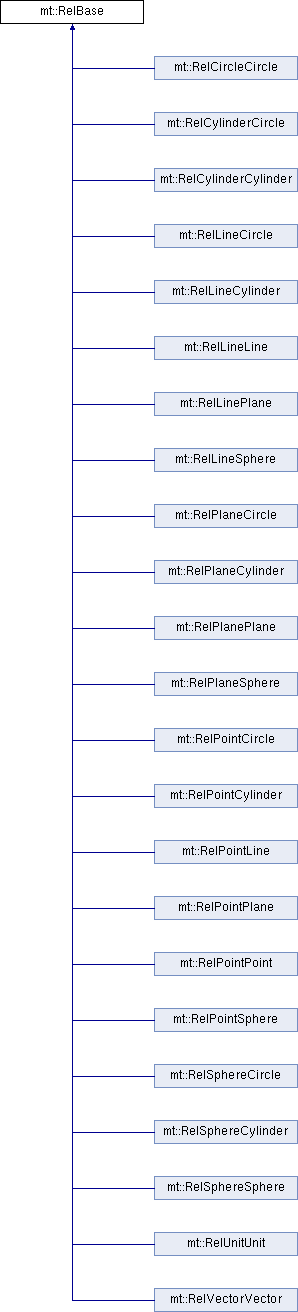 mt::RelBase
mt::RelCircleCircle
mt::RelCylinderCircle
mt::RelCylinderCylinder
mt::RelLineCircle
mt::RelLineCylinder
mt::RelLineLine
mt::RelLinePlane
mt::RelLineSphere
mt::RelPlaneCircle
mt::RelPlaneCylinder
mt::RelPlanePlane
mt::RelPlaneSphere
mt::RelPointCircle
mt::RelPointCylinder
mt::RelPointLine
mt::RelPointPlane
mt::RelPointPoint
mt::RelPointSphere
mt::RelSphereCircle
mt::RelSphereCylinder
mt::RelSphereSphere
mt::RelUnitUnit
mt::RelVectorVector